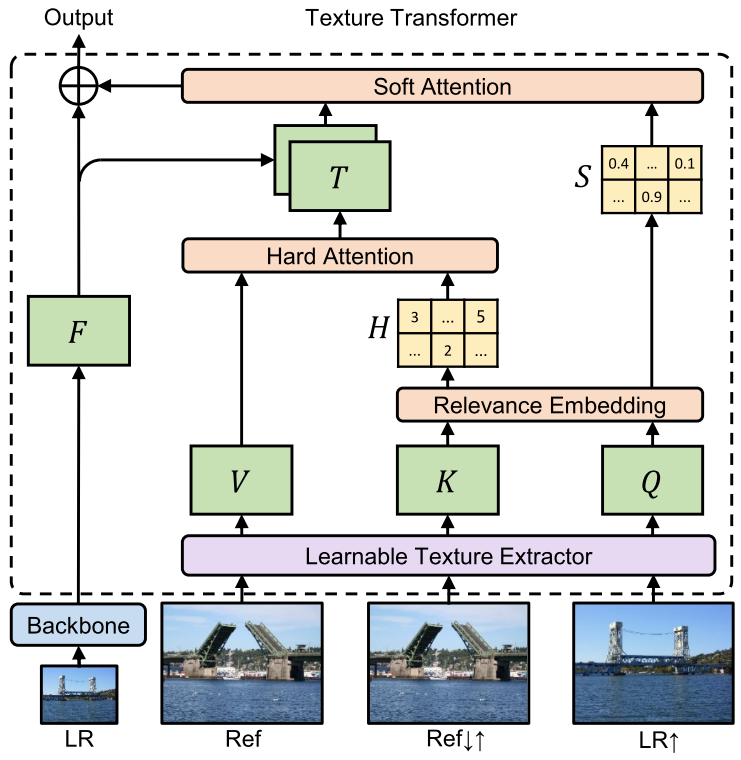 Output
Texture Transformer
Soft Attention
T
S
0.4 ... 0.1
... 0.9 ...
Hard Attention
F
H
3 ... 5
... 2 ...
Relevance Embedding
V
K
Q
Learnable Texture Extractor
Backbone
LR
Ref
Ref↓↑
LR↑